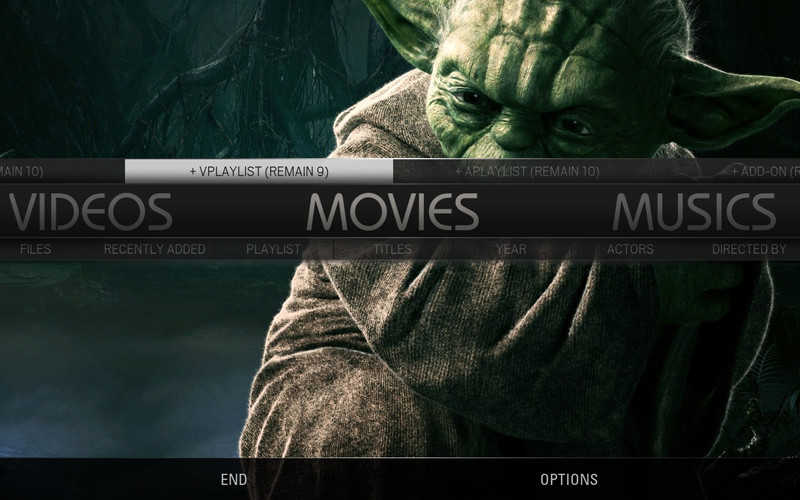 MAIN 10) + VPLAYLIST (REMAIN 9) + APLAYLIST (REMAIN 10) + ADD-ON (R
VIDEOS MOVIES MUSICS
FILES RECENTLY ADDED PLAYLIST TITLES YEAR ACTORS DIRECTED BY
END OPTIONS